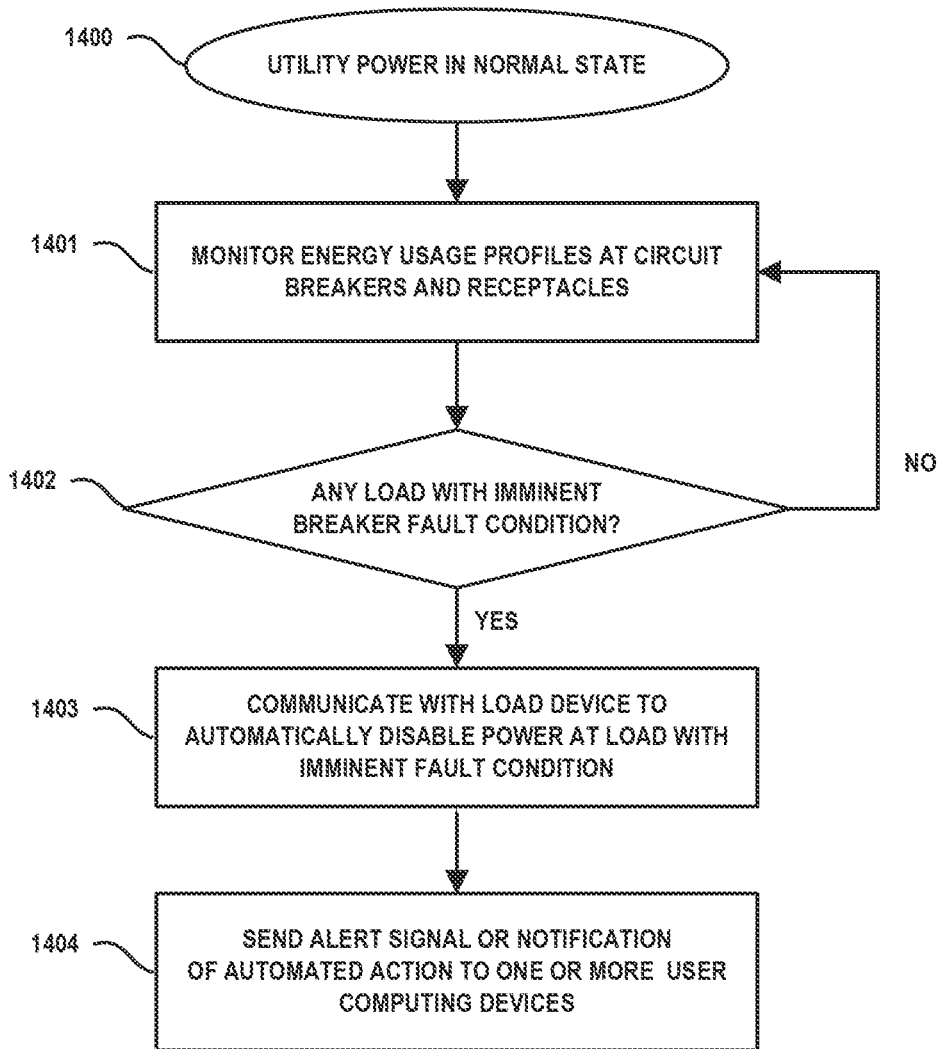 1400
UTILITY POWER IN NORMAL STATE
1401
MONITOR ENERGY USAGE PROFILES AT CIRCUIT
BREAKERS AND RECEPTACLES
1402
ANY LOAD WITH IMMINENT
BREAKER FAULT CONDITION?
NO
YES
1403
COMMUNICATE WITH LOAD DEVICE TO
AUTOMATICALLY DISABLE POWER AT LOAD WITH
IMMINENT FAULT CONDITION
1404
SEND ALERT SIGNAL OR NOTIFICATION
OF AUTOMATED ACTION TO ONE OR MORE USER
COMPUTING DEVICES